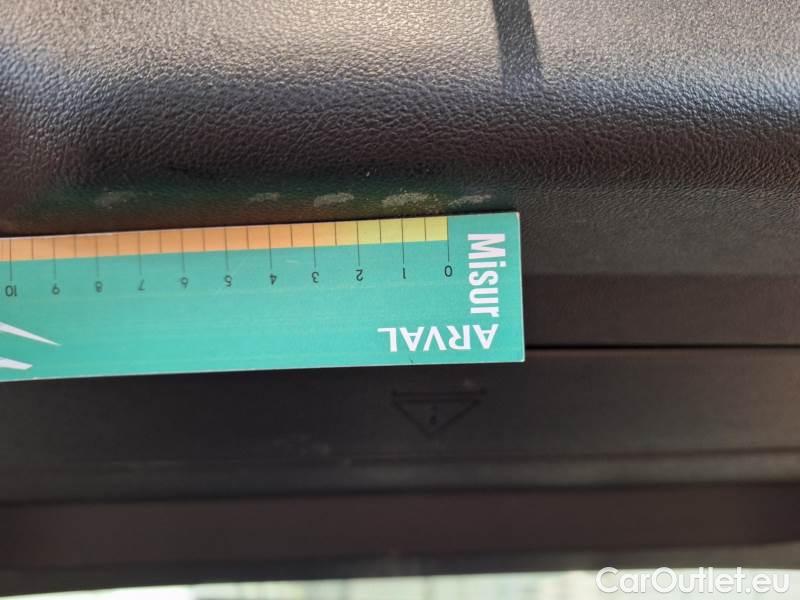 Misur
ARVAL
0 1 2 3 4 5 6 7 8 9 10
CarOutlet.eu